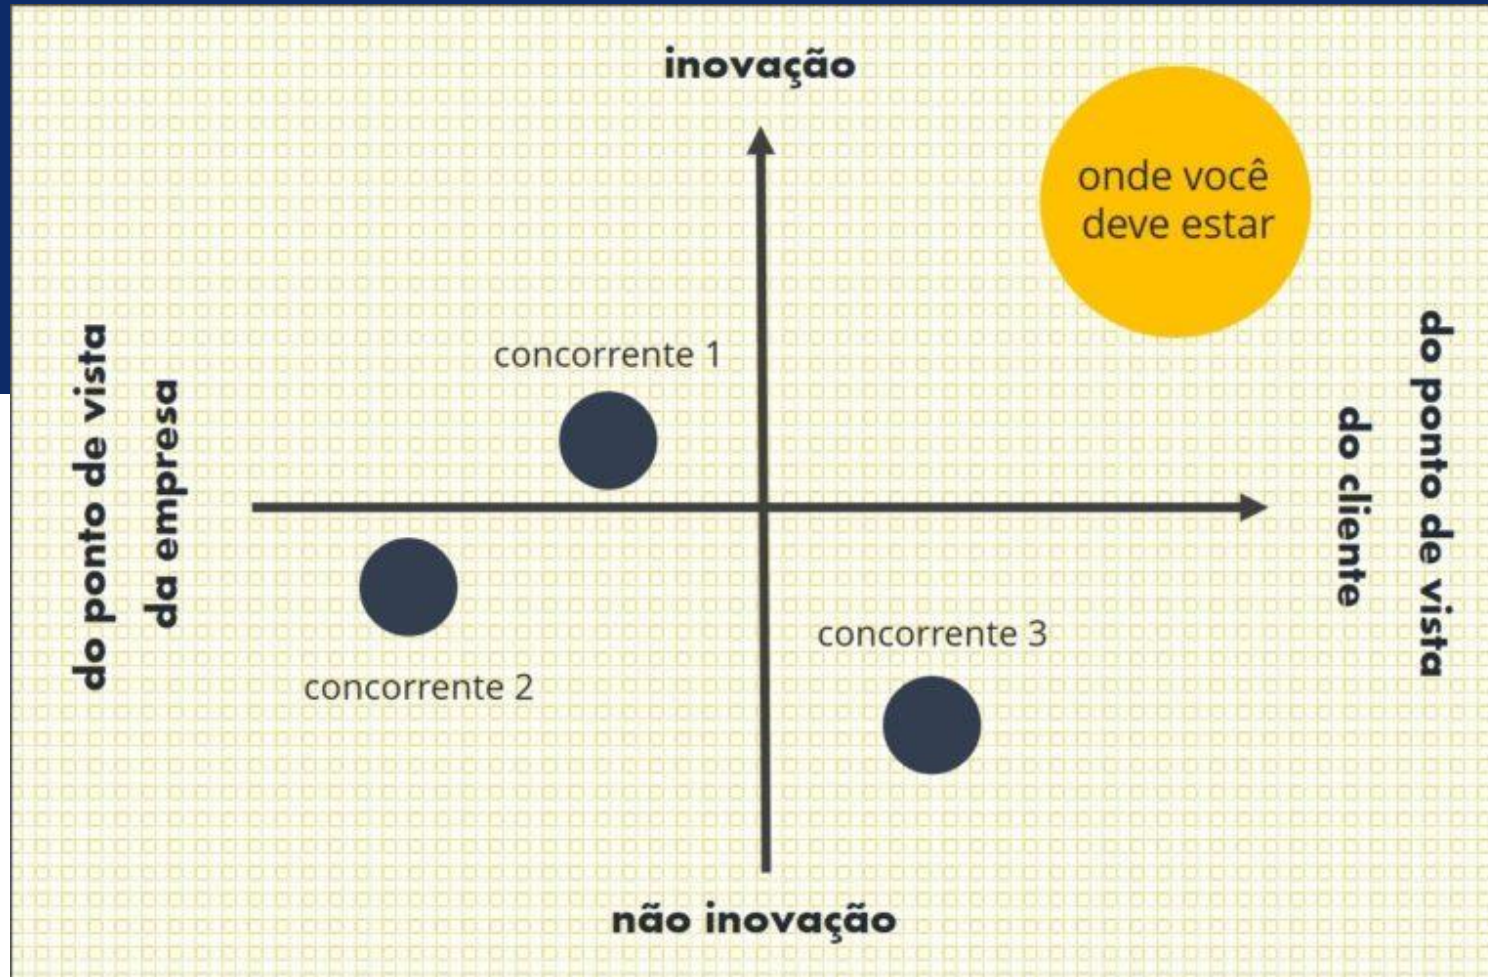 inovação
onde você
deve estar
concorrente 1
do ponto de vista
da empresa
do ponto de vista
do cliente
concorrente 2
concorrente 3
não inovação